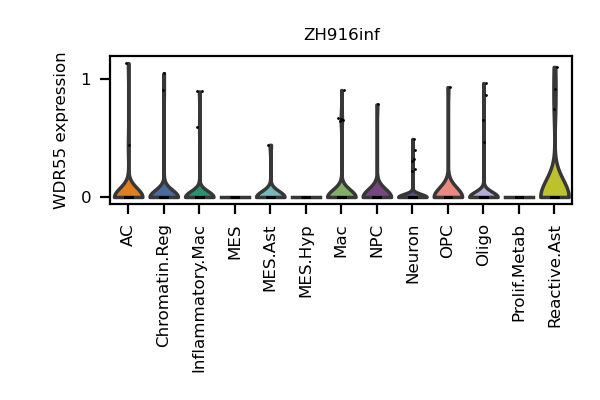 ZH916inf
WDR55 expression
1
0
AC
Chromatin.Reg
Inflammatory.Mac
MES
MES.Ast
MES.Hyp
Mac
NPC
Neuron
OPC
Oligo
Prolif.Metab
Reactive.Ast